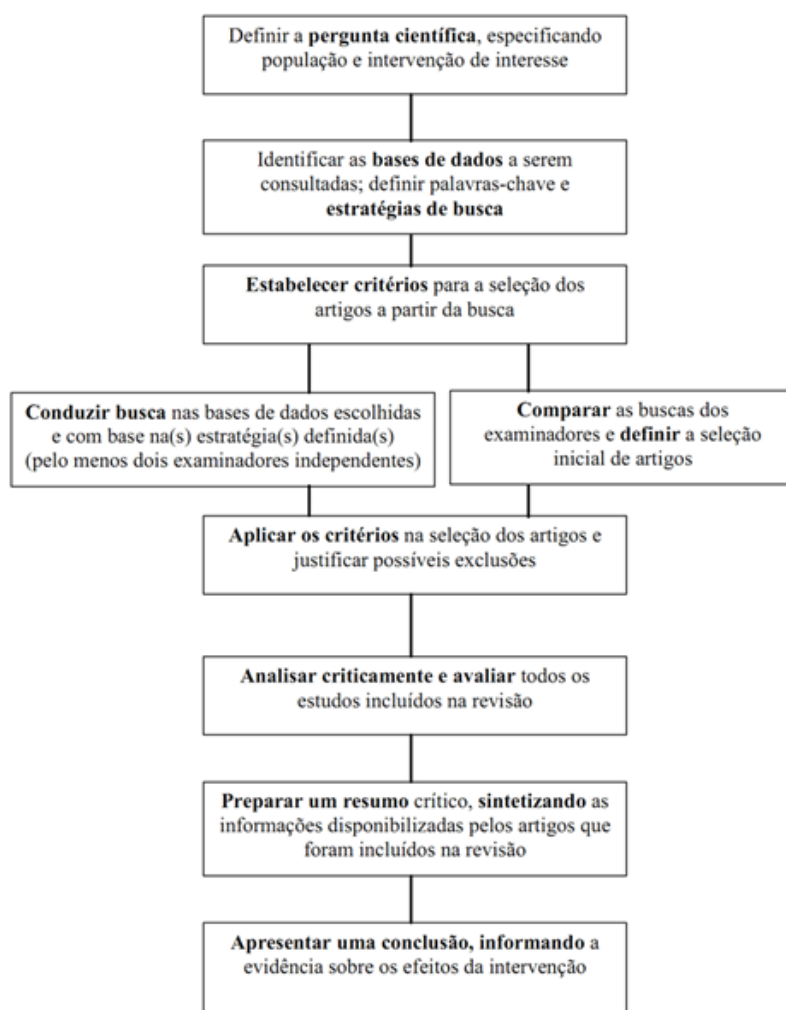 Definir a pergunta científica, especificando
população e intervenção de interesse
Identificar as bases de dados a serem
consultadas; definir palavras-chave e
estratégias de busca
Estabelecer critérios para a seleção dos
artigos a partir da busca
Conduzir busca nas bases de dados escolhidas
e com base na(s) estratégia(s) definida(s)
(pelo menos dois examinadores independentes)
Comparar as buscas dos
examinadores e definir a seleção
inicial de artigos
Aplicar os critérios na seleção dos artigos e
justificar possíveis exclusões
Analisar criticamente e avaliar todos os
estudos incluídos na revisão
Preparar um resumo crítico, sintetizando as
informações disponibilizadas pelos artigos que
foram incluídos na revisão
Apresentar uma conclusão, informando a
evidência sobre os efeitos da intervenção